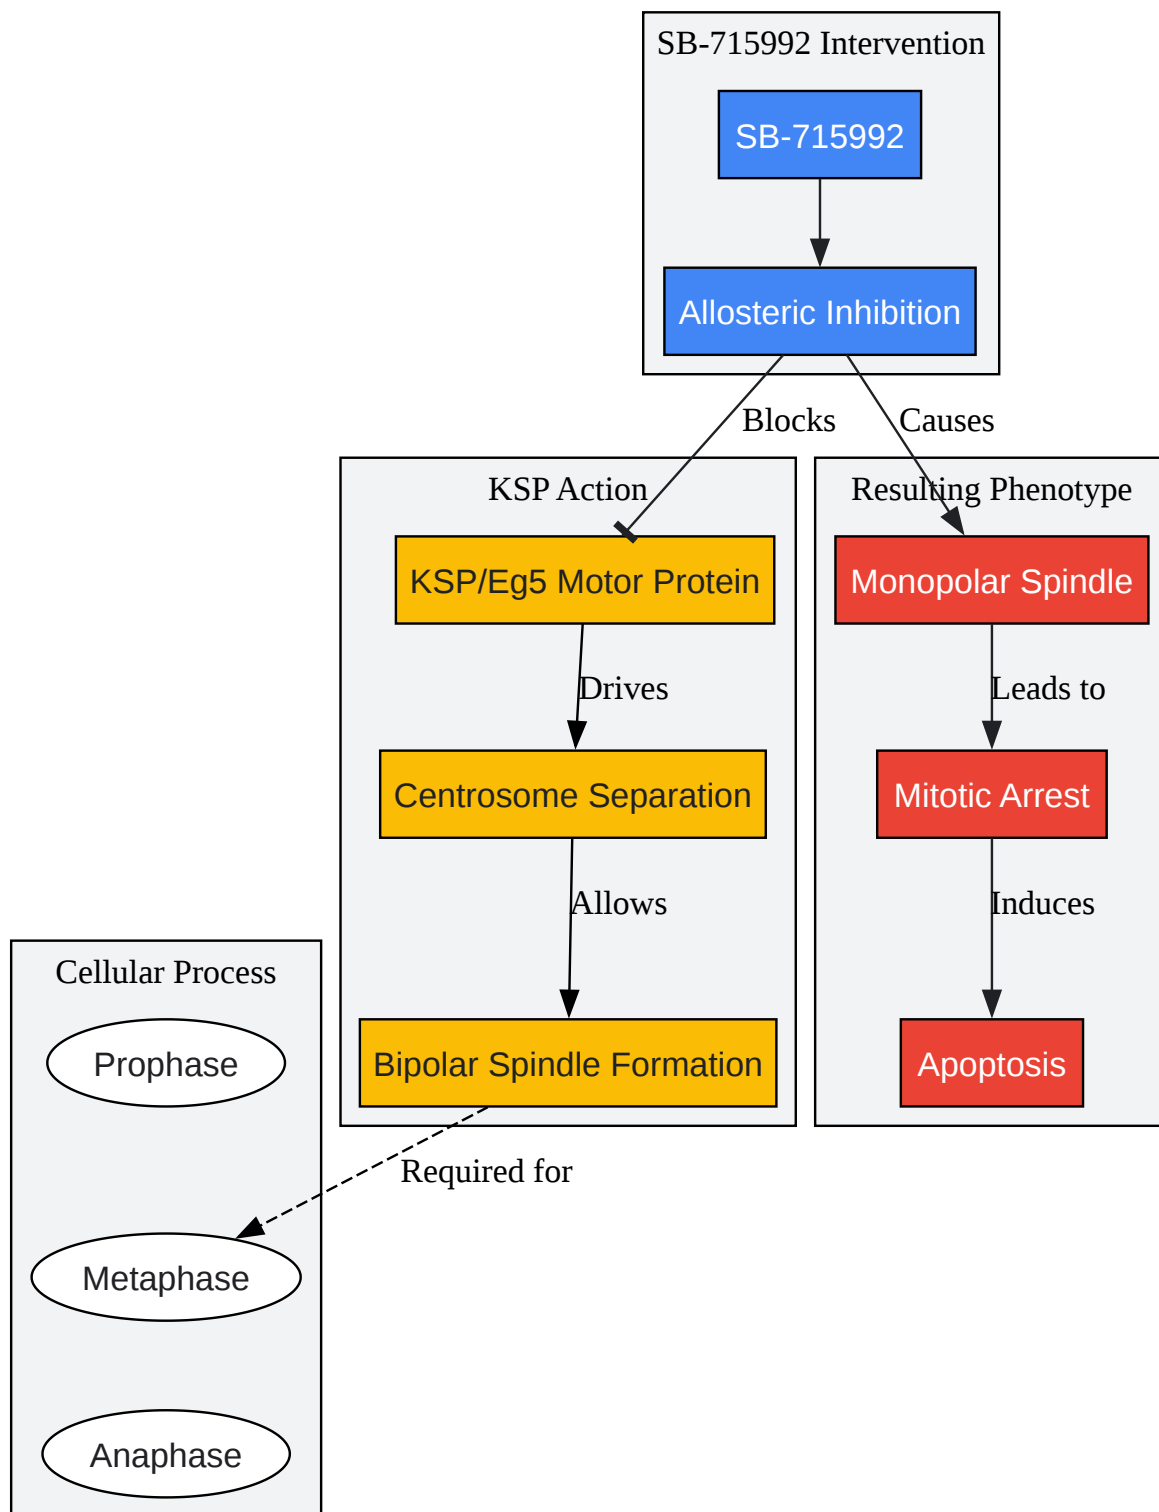 SB-715992 Intervention
SB-715992
Allosteric Inhibition
Blocks
Causes
KSP Action
KSP/Eg5 Motor Protein
Drives
Centrosome Separation
Allows
Bipolar Spindle Formation
Resulting Phenotype
Monopolar Spindle
Leads to
Mitotic Arrest
Induces
Apoptosis
Required for
Cellular Process
Prophase
Metaphase
Anaphase